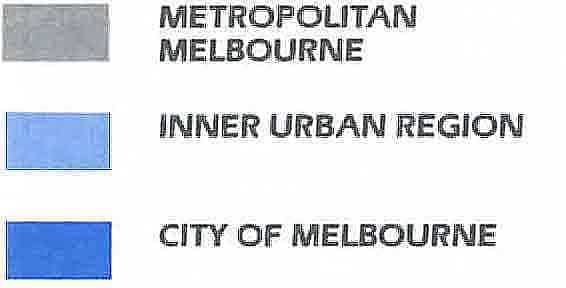 METROPOLITAN
MELBOURNE
INNER URBAN REGION
CITY OF MELBOURNE